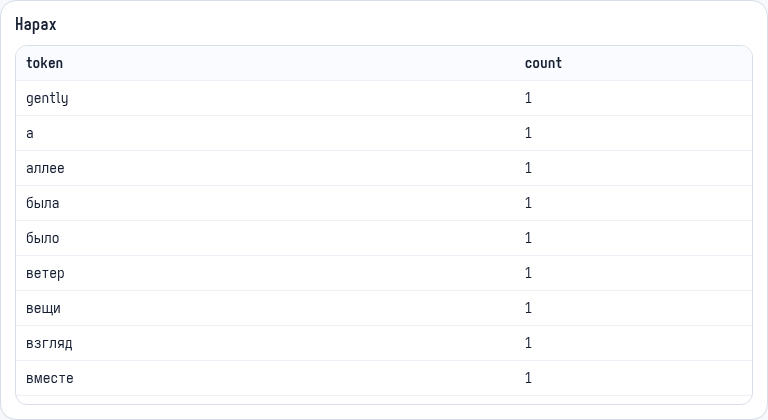 Hapax
token count
gently 1
а 1
аллее 1
была 1
было 1
ветер 1
вещи 1
взгляд 1
вместе 1